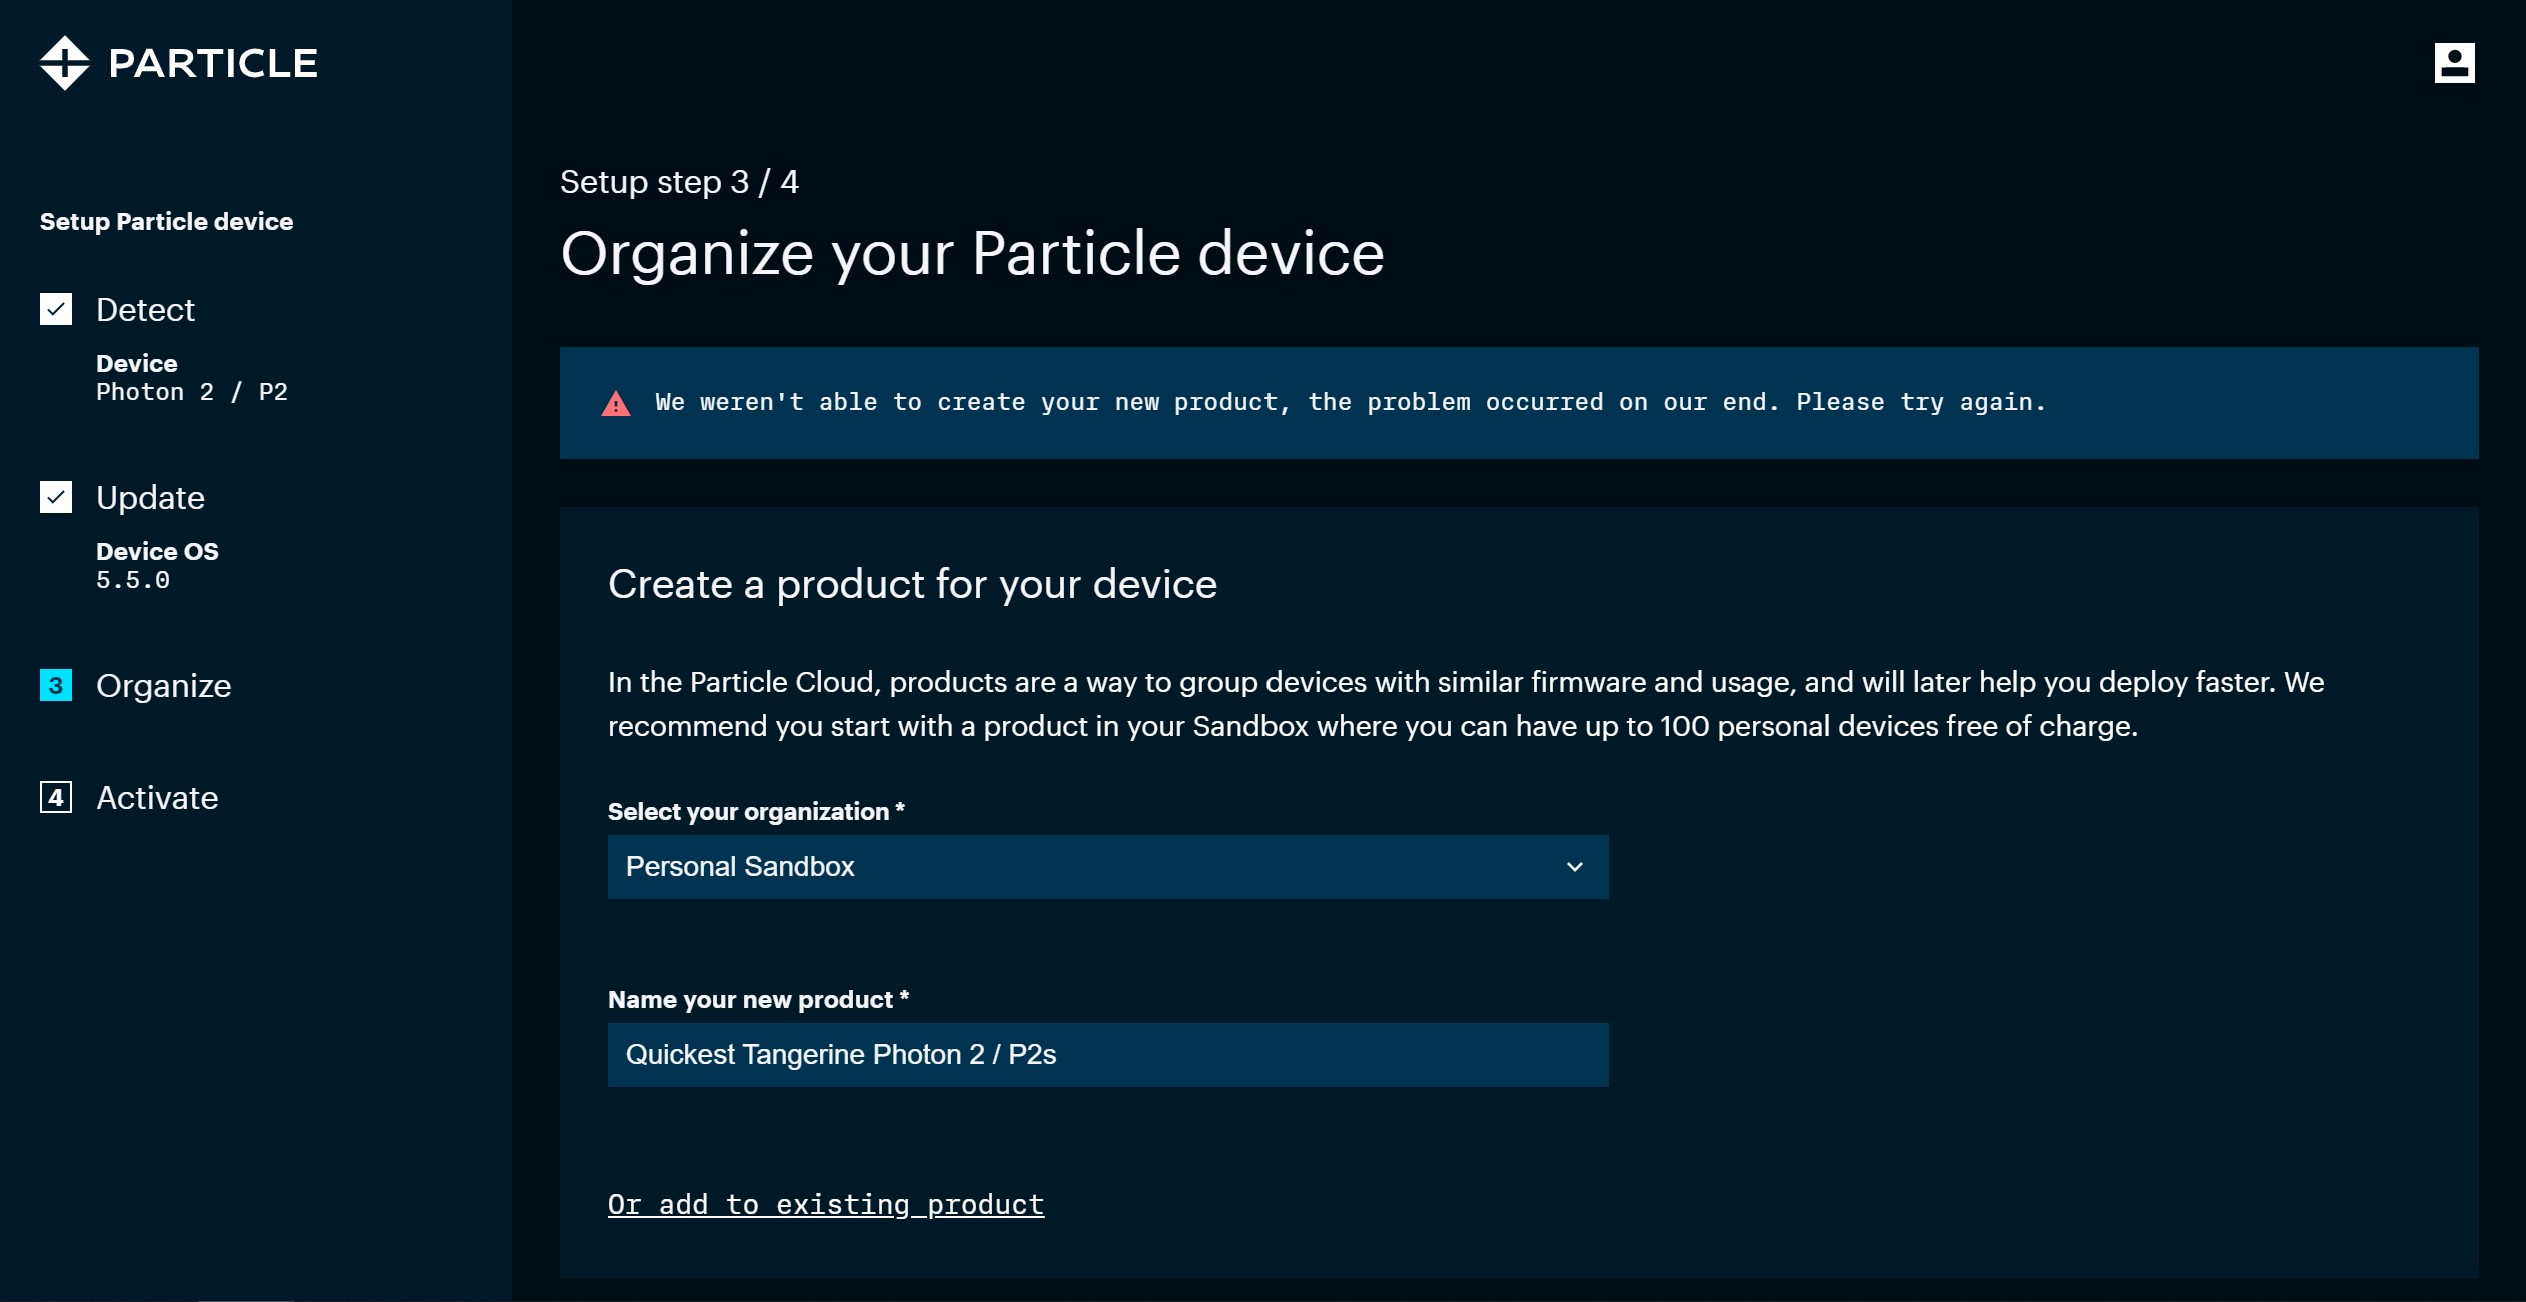 PARTICLE
Setup Particle device
Detect
Device
Photon 2 / P2
Update
Device OS
5.5.0
3 Organize
4 Activate
Setup step 3 / 4
Organize your Particle device
We weren't able to create your new product, the problem occurred on our end. Please try again.
Create a product for your device
In the Particle Cloud, products are a way to group devices with similar firmware and usage, and will later help you deploy faster. We
recommend you start with a product in your Sandbox where you can have up to 100 personal devices free of charge.
Select your organization *
Personal Sandbox
Name your new product *
Quickest Tangerine Photon 2 / P2s
Or add to existing product